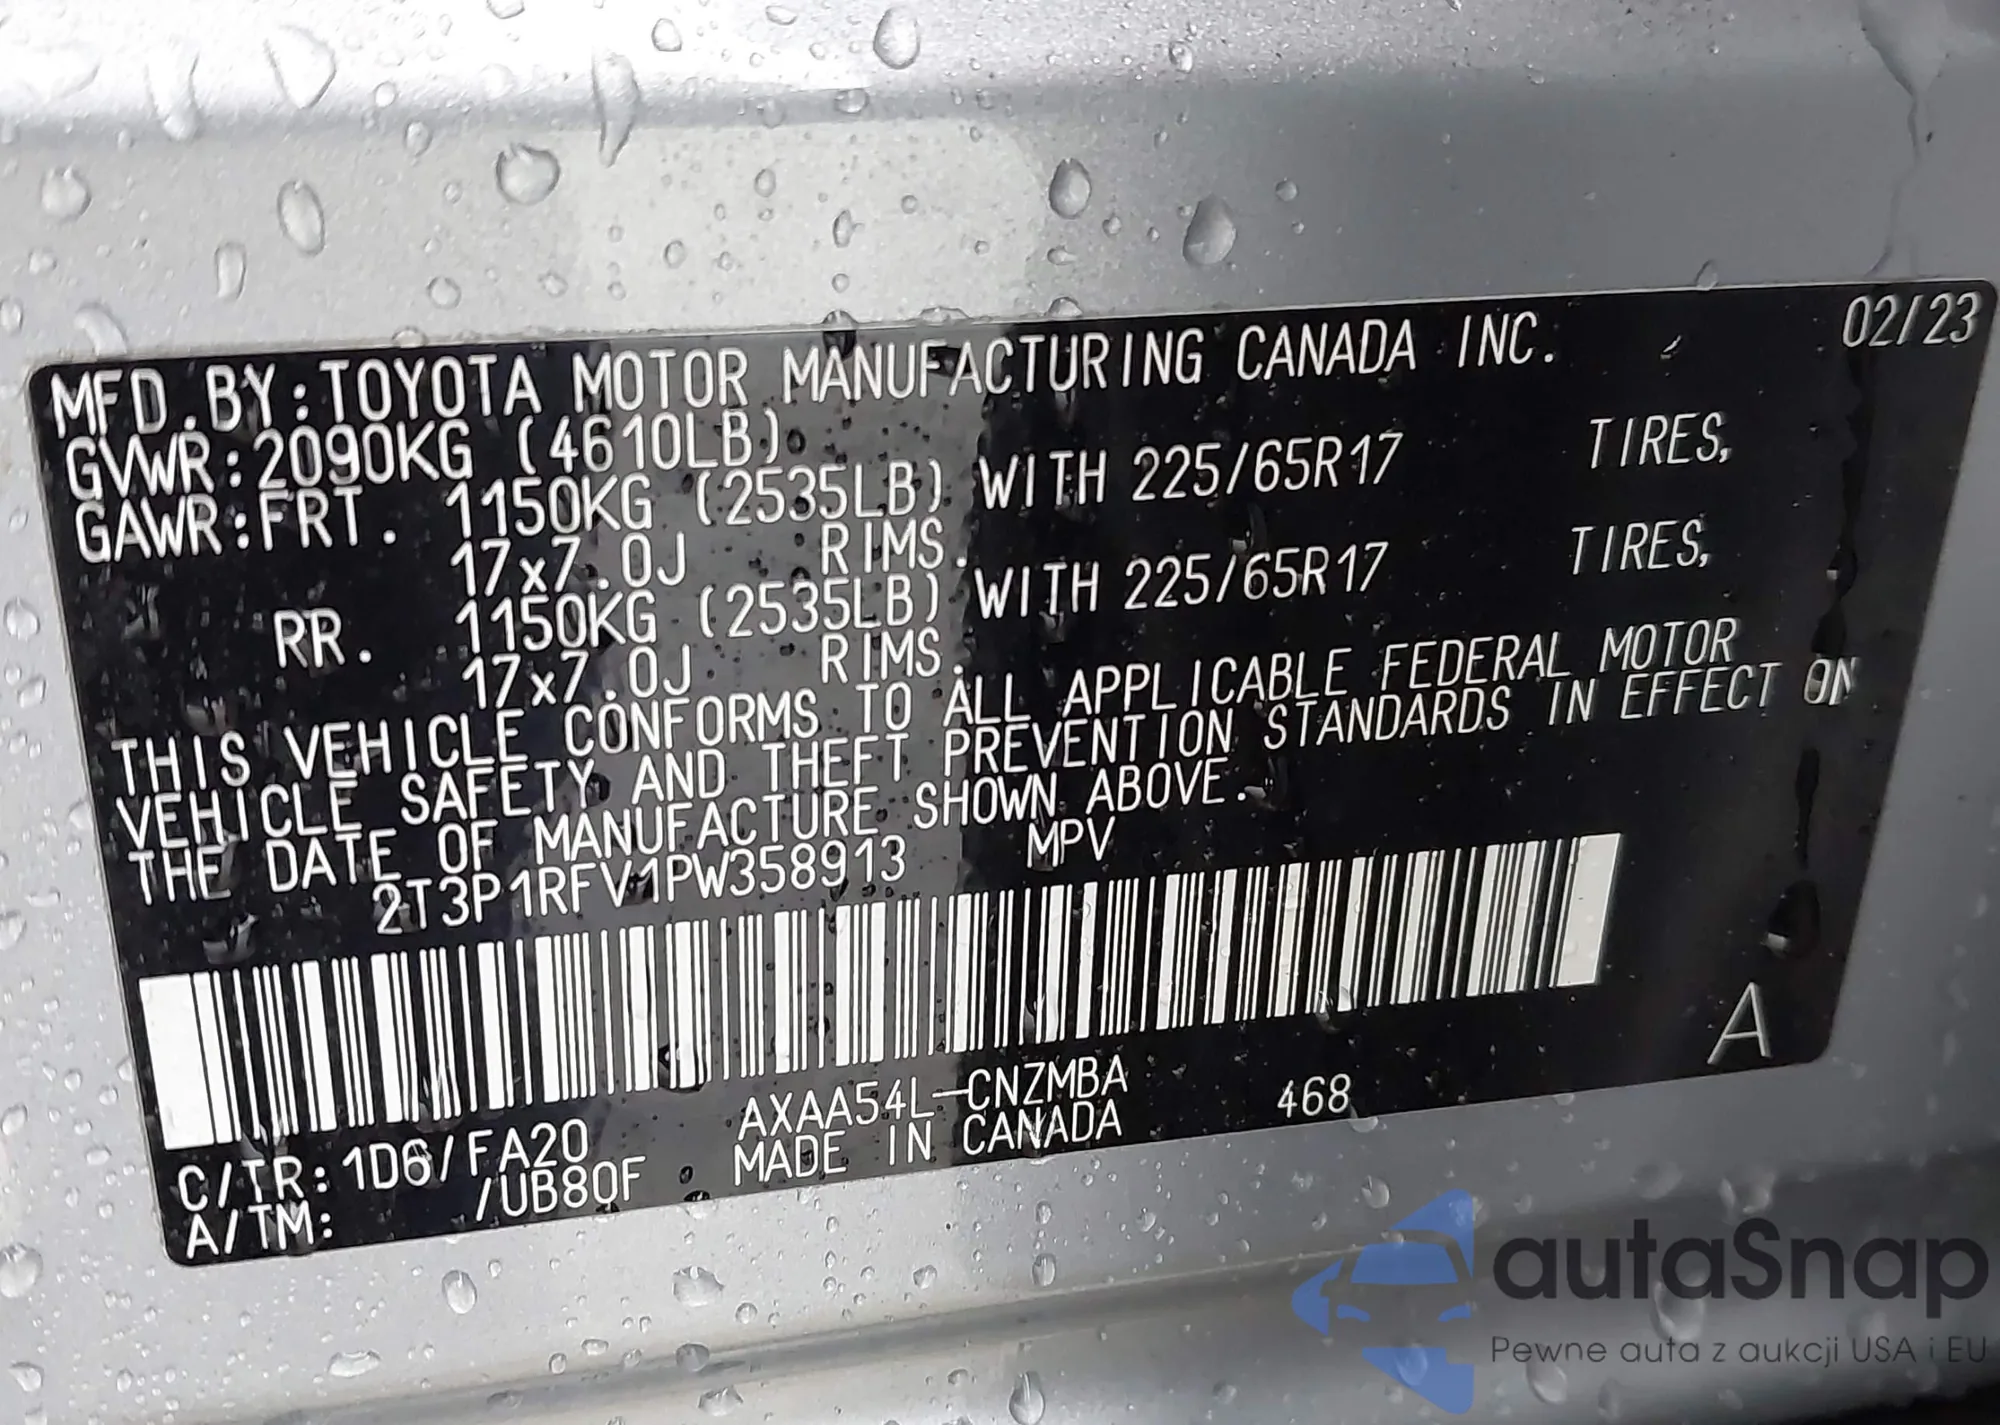 02/23
MFD.BY:TOYOTA MOTOR MANUFACTURING CANADA INC.
GVWR:2090KG (4610LB)
GAWR:FRT. 1150KG (2535LB) WITH 225/65R17 TIRES,
17x7.0J RIMS.
RR. 1150KG (2535LB) WITH 225/65R17 TIRES,
17x7.0J RIMS.
THIS VEHICLE CONFORMS TO ALL APPLICABLE FEDERAL MOTOR
VEHICLE SAFETY AND THEFT PREVENTION STANDARDS IN EFFECT ON
THE DATE OF MANUFACTURE SHOWN ABOVE.
2T3P1RFV1PW358913 MPV
A
C/TR:1D6/FA20 AXAA54L-CNZMBA 468
A/TM: /UB80F MADE IN CANADA
autaSnap
Pewne auta z aukcji USA i EU